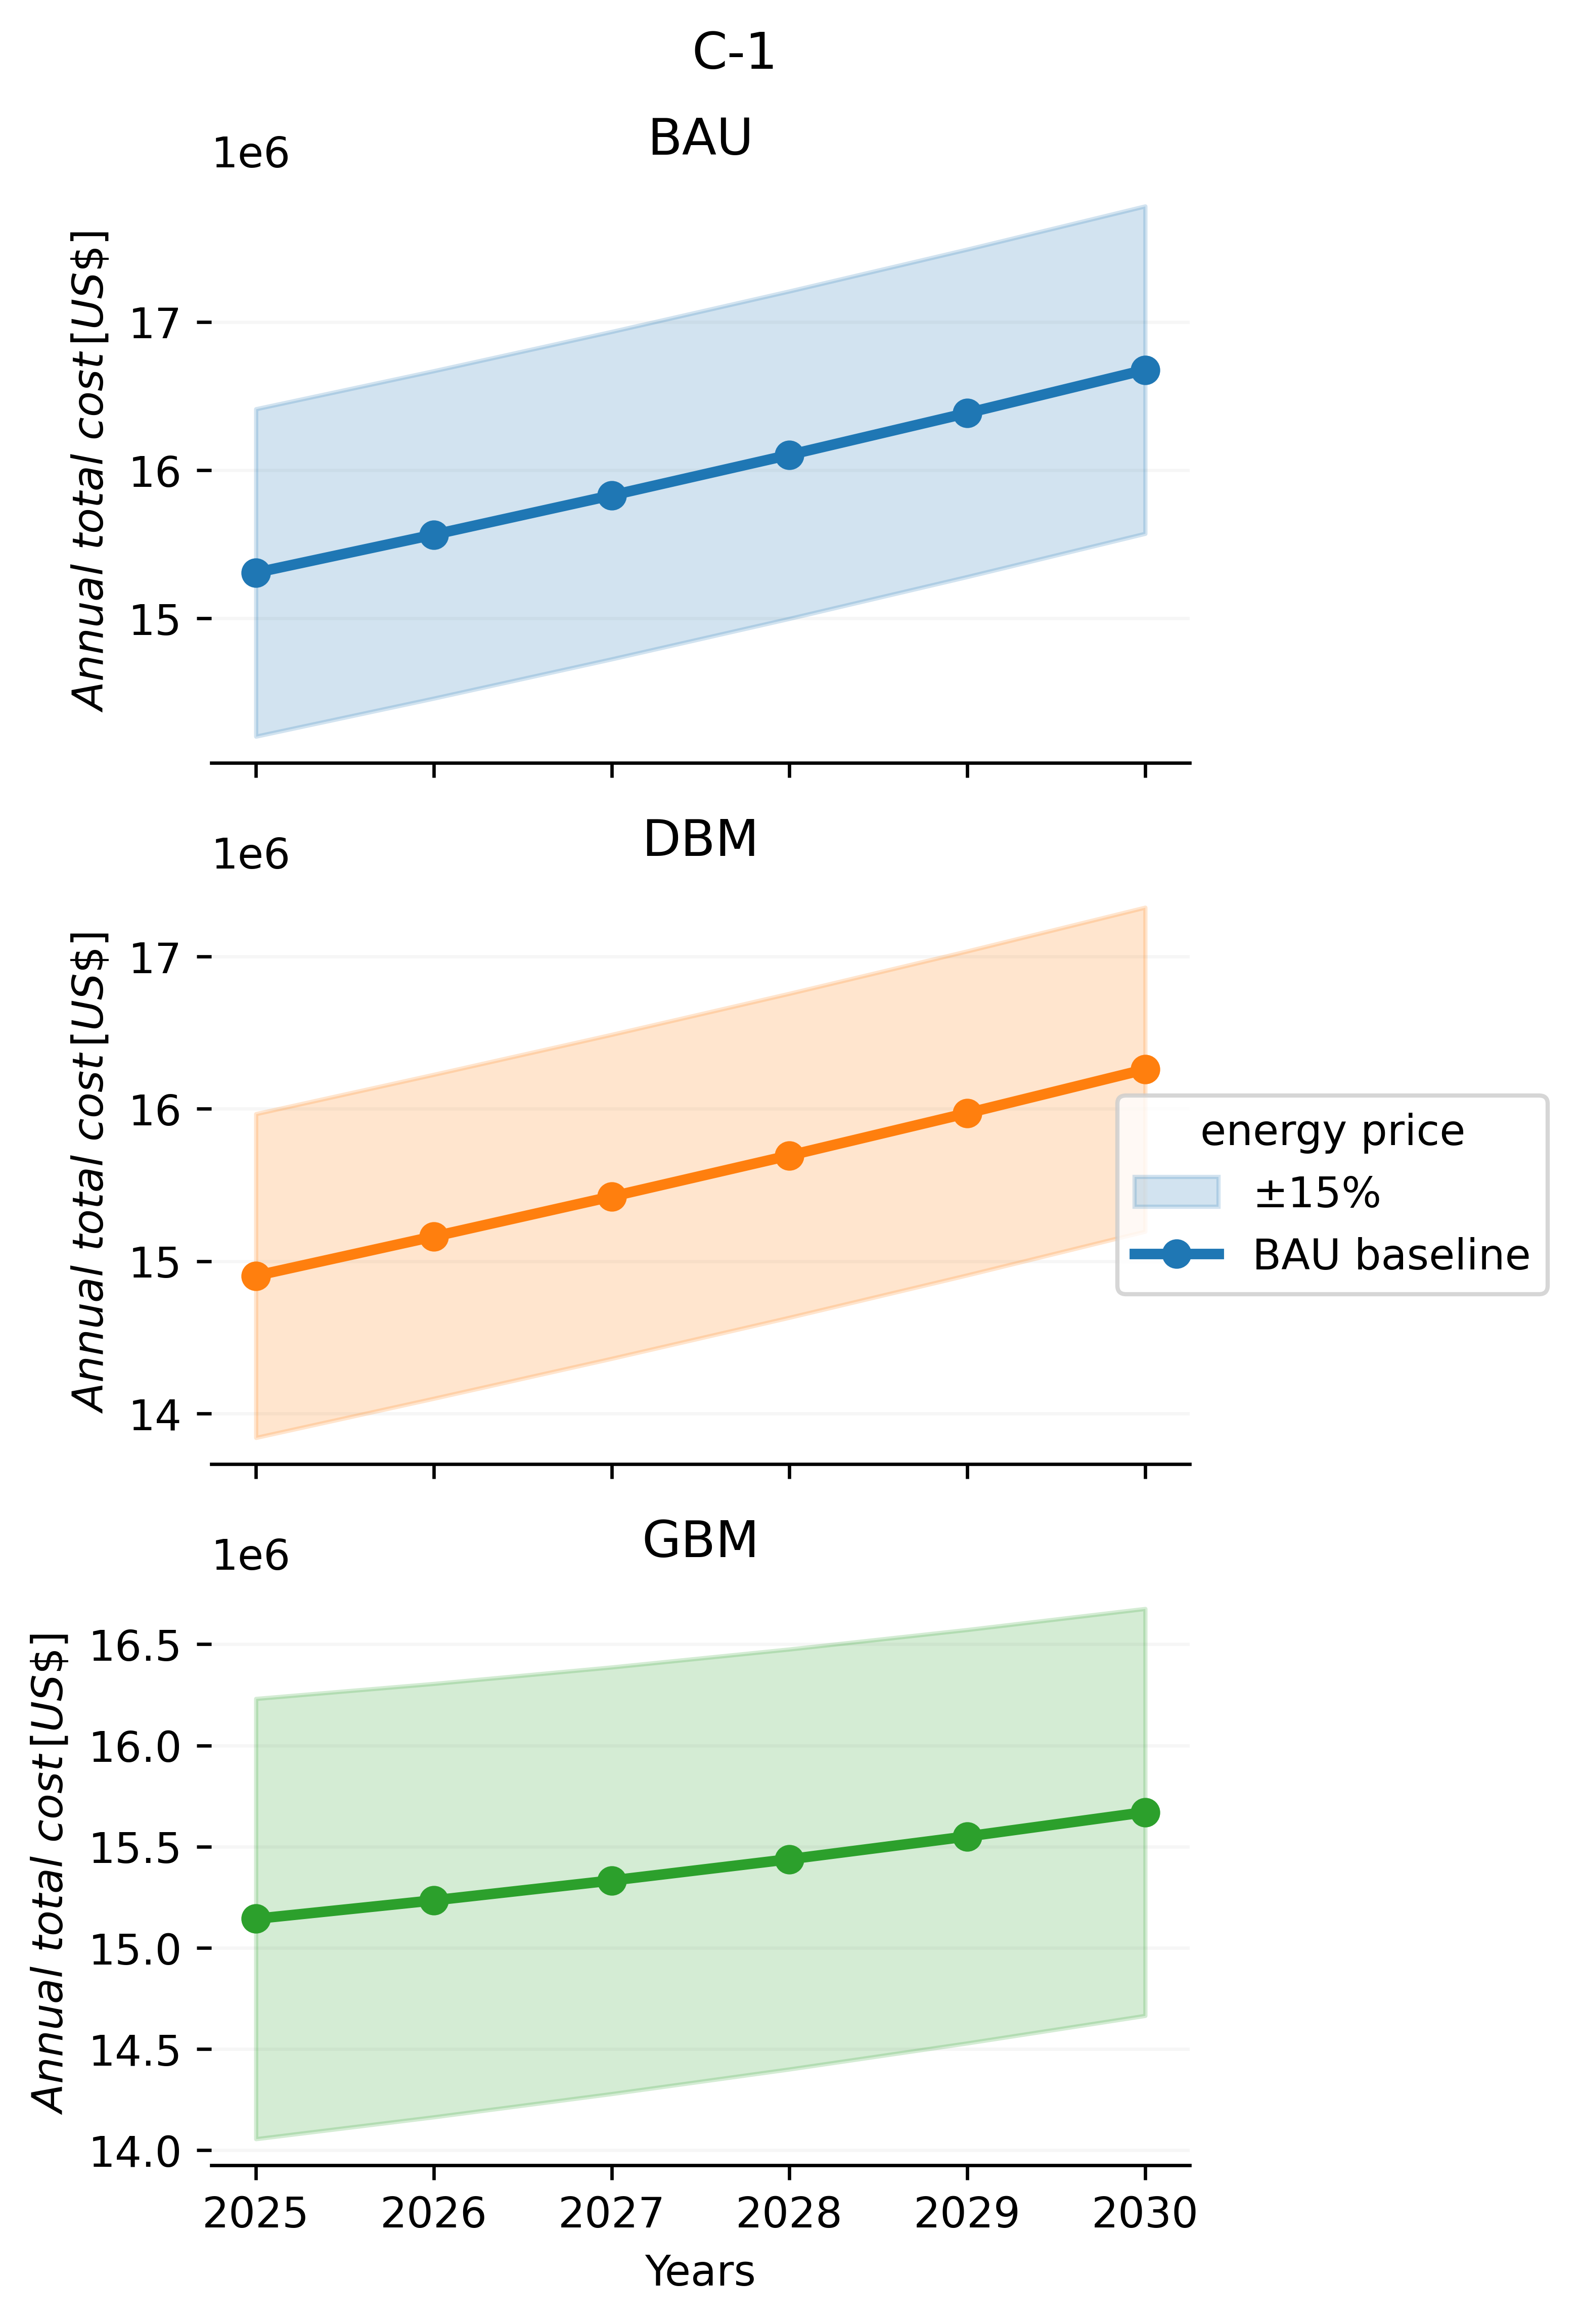 C-1
BAU
1e6
Annual total cost [US$]
17
16
15
DBM
1e6
Annual total cost [US$]
17
16
15
14
energy price
±15%
BAU baseline
GBM
1e6
Annual total cost [US$]
16.5
16.0
15.5
15.0
14.5
14.0
2025 2026 2027 2028 2029 2030
Years